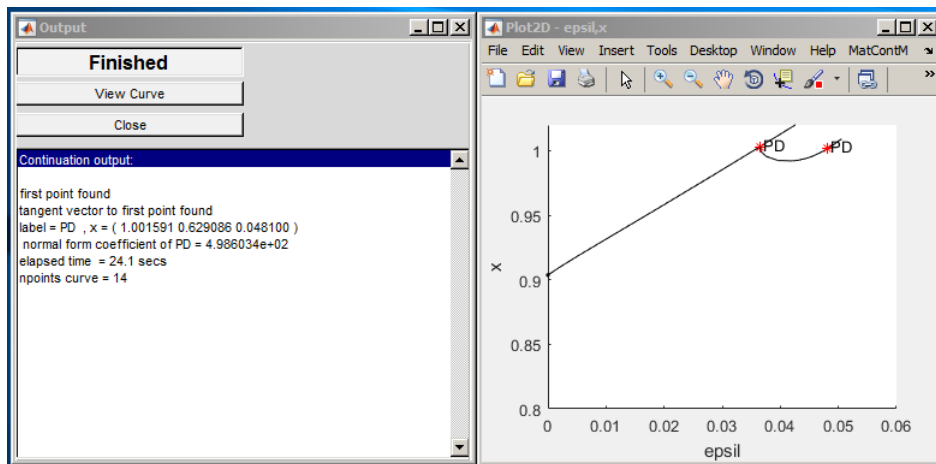 Output
Finished
View Curve
Close
Continuation output:
first point found
tangent vector to first point found
label = PD , x = ( 1.001591 0.629086 0.048100 )
normal form coefficient of PD = 4.986034e+02
elapsed time = 24.1 secs
npoints curve = 14
Plot2D - epsil,x
File Edit View Insert Tools Desktop Window Help MatContM
1
0.95
0.9
0.85
0.8
x
PD
PD
0 0.01 0.02 0.03 0.04 0.05 0.06
epsil